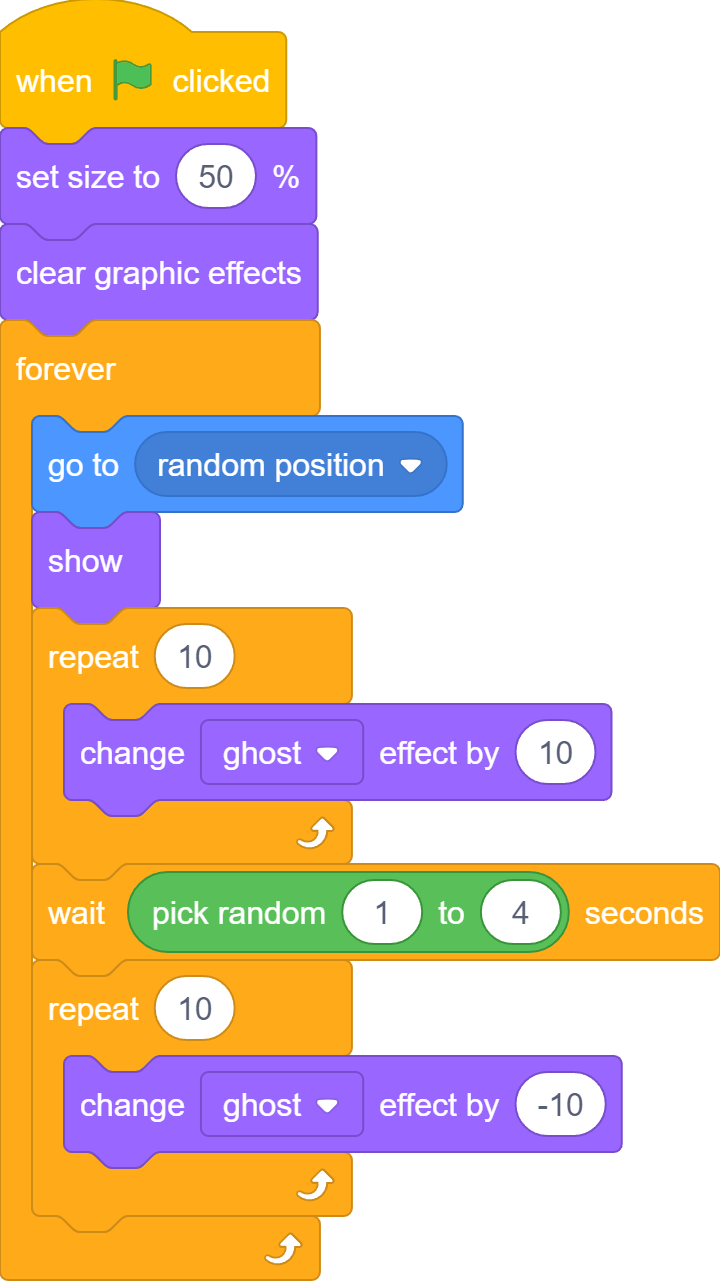 when clicked
set size to 50 %
clear graphic effects
forever
go to random position
show
repeat 10
change ghost effect by 10
wait pick random 1 to 4 seconds
repeat 10
change ghost effect by -10